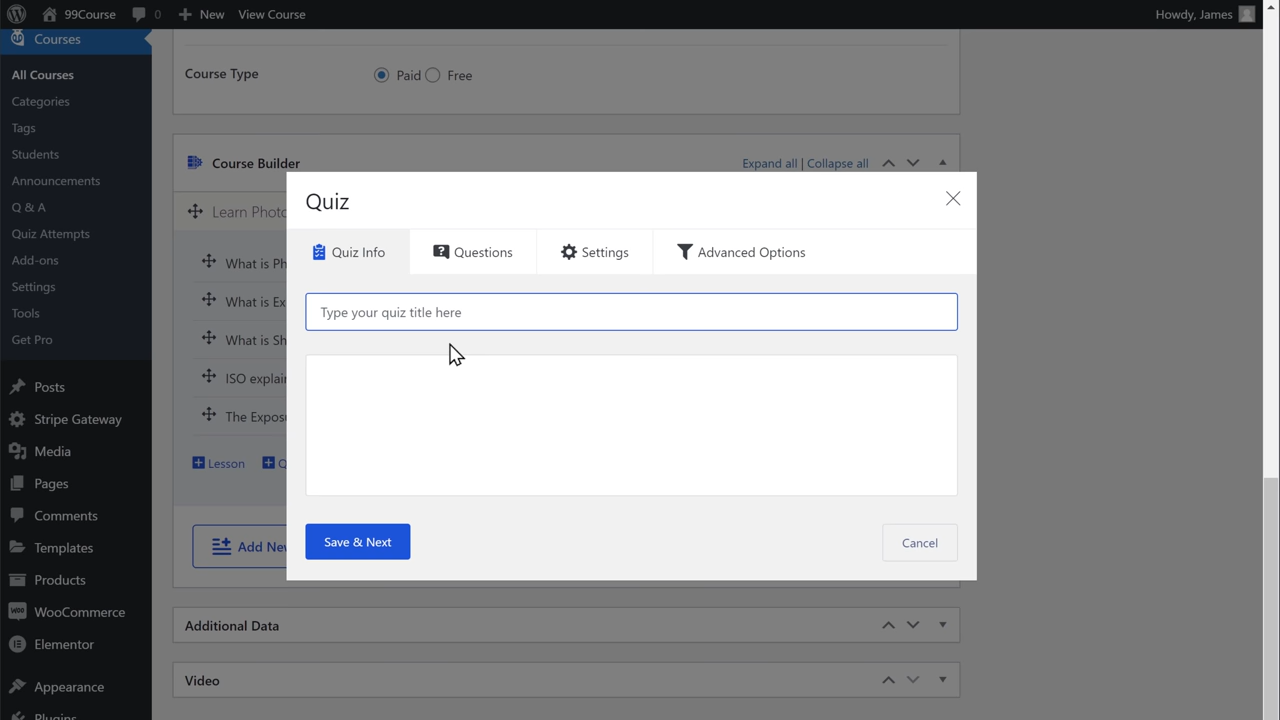 99Course
0
New
View Course
Howdy, James
Courses
All Courses
Categories
Tags
Students
Announcements
Q & A
Quiz Attempts
Add-ons
Settings
Tools
Get Pro
Posts
Stripe Gateway
Media
Pages
Comments
Templates
Products
WooCommerce
Elementor
Appearance
Plugins
Course Type
Paid
Free
Course Builder
Expand all | Collapse all
Learn Photo
What is Ph
What is Ex
What is Sh
ISO explain
The Exposu
Lesson
Q
Add New
Quiz
Quiz Info
Questions
Settings
Advanced Options
Type your quiz title here
Save & Next
Cancel
Additional Data
Video